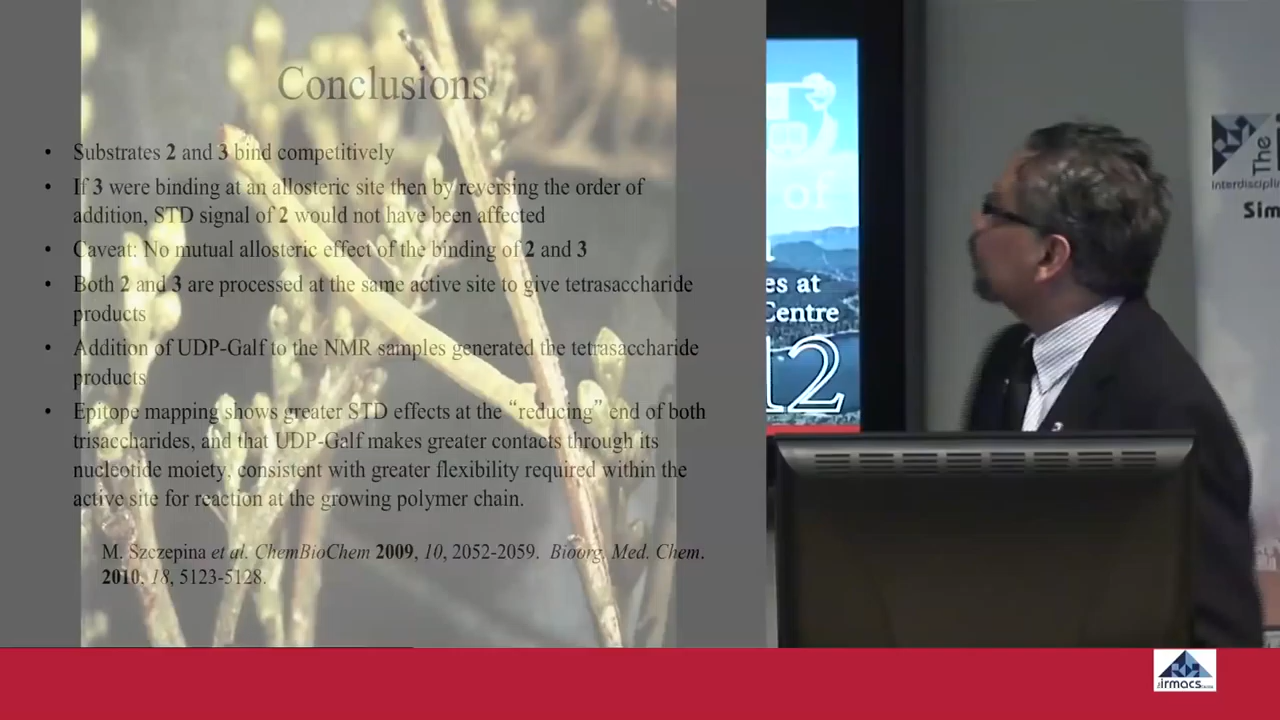 Conclusions
• Substrates 2 and 3 bind competitively
• If 3 were binding at an allosteric site then by reversing the order of
addition, STD signal of 2 would not have been affected
• Caveat: No mutual allosteric effect of the binding of 2 and 3
• Both 2 and 3 are processed at the same active site to give tetrasaccharide
products
• Addition of UDP-Galf to the NMR samples generated the tetrasaccharide
products
• Epitope mapping shows greater STD effects at the “reducing” end of both
trisaccharides, and that UDP-Galf makes greater contacts through its
nucleotide moiety, consistent with greater flexibility required within the
active site for reaction at the growing polymer chain.
M. Szczepina et al. ChemBioChem 2009, 10, 2052-2059. Bioorg. Med. Chem.
2010, 18, 5123-5128.
of
es at
Centre
12
The
Interdisciplin
Sim
irmacs